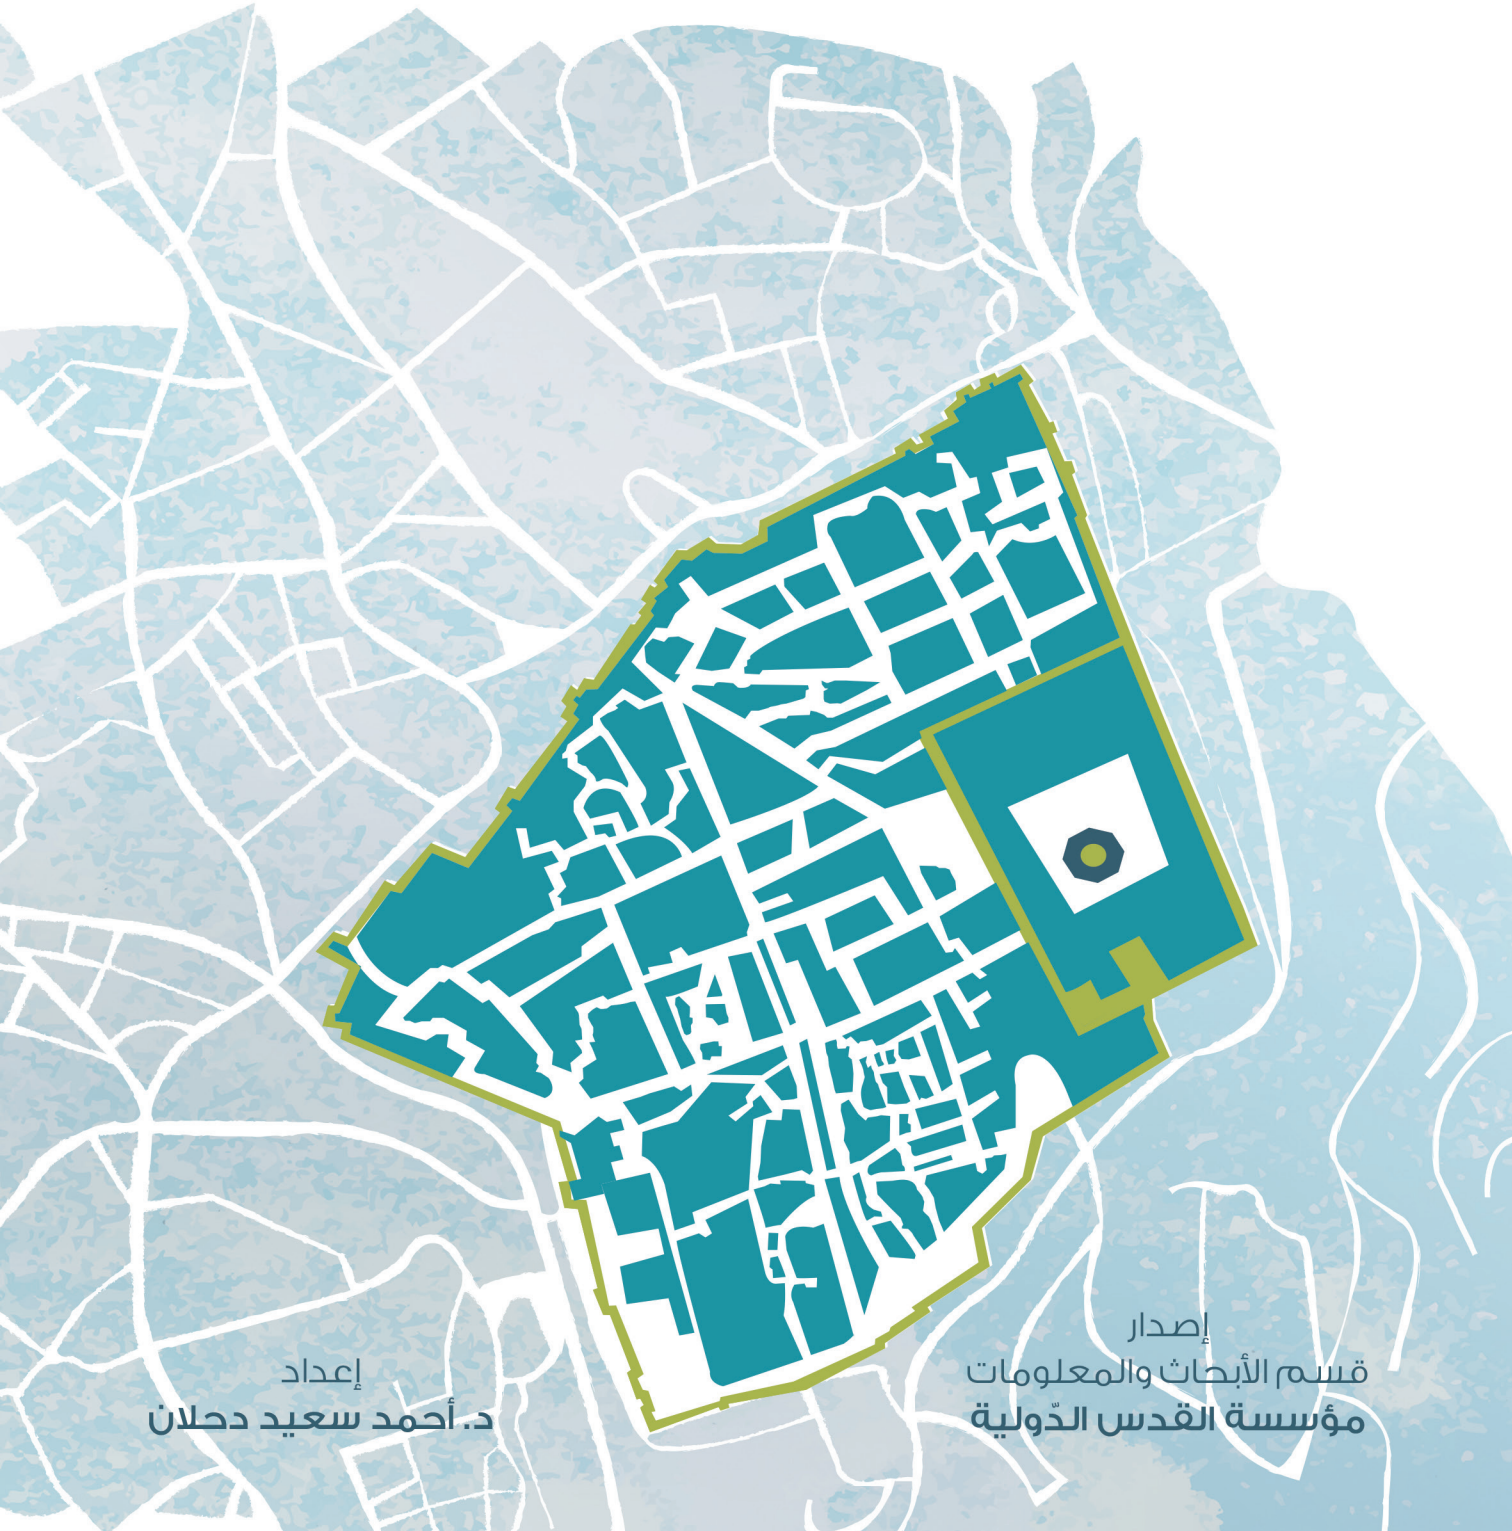 إصدار
قسم الأبحاث والمعلومات
مؤسسة القدس الدّولية
إعداد
د. أحمد سعيد دحلان